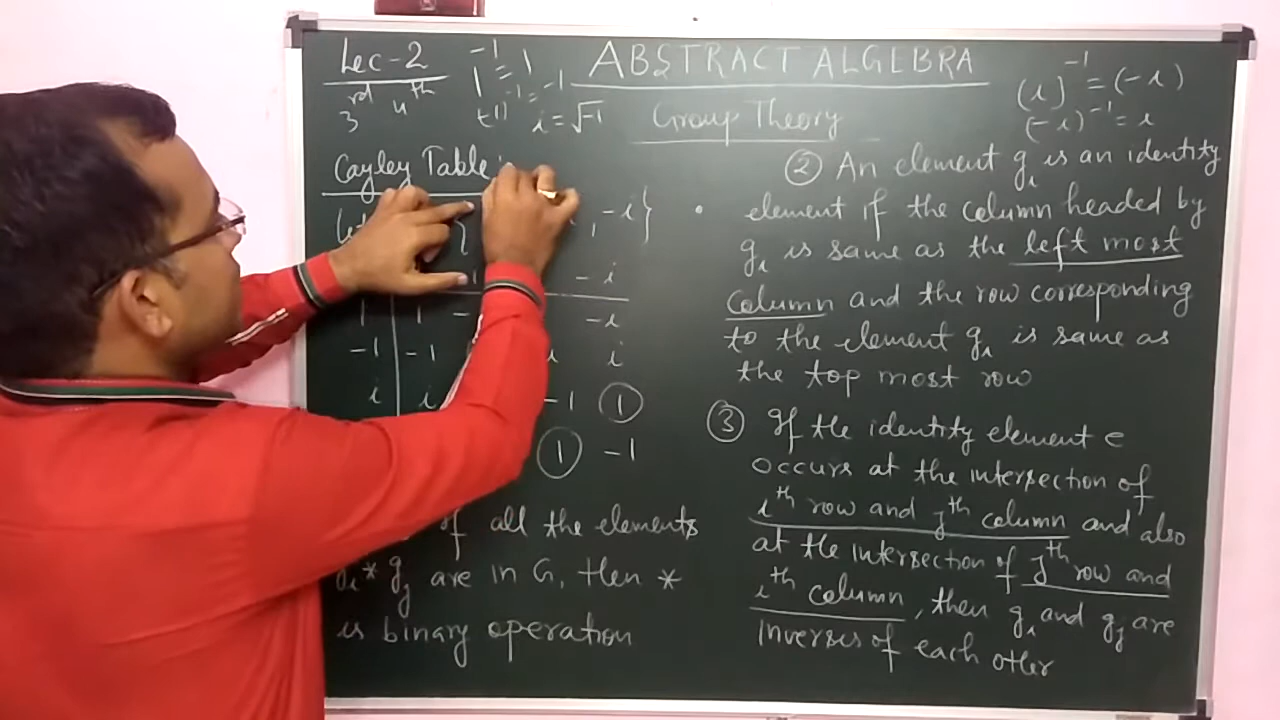 Lec-2
3rd 4th
1⁻¹ = 1
(-1)⁻¹ = -1
i = √-1
ABSTRACT ALGEBRA
Group Theory
(i)⁻¹ = (-i)
(-i)⁻¹ = i
Cayley Table :
Let { , -i}
- i
1 | 1 - -i
-1 | -1 i i
i | i -1 1
1 -1
If all the elements
gi * gj are in G, then *
is binary operation
② An element gi is an identity
element if the column headed by
gi is same as the left most
column and the row corresponding
to the element gi is same as
the top most row
③ If the identity element e
occurs at the intersection of
ith row and jth column and also
at the intersection of jth row and
ith column, then gi and gj are
inverses of each other